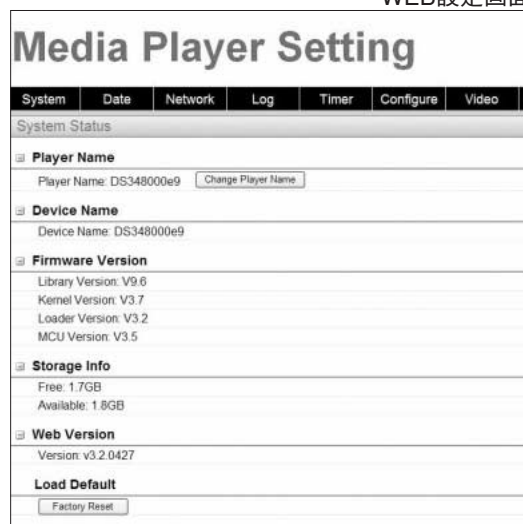 WEB設定画面
Media Player Setting
System Date Network Log Timer Configure Video
System Status
Player Name
Player Name: DS348000e9 Change Player Name
Device Name
Device Name: DS348000e9
Firmware Version
Library Version: V9.6
Kernel Version: V3.7
Loader Version: V3.2
MCU Version: V3.5
Storage Info
Free: 1.7GB
Available: 1.8GB
Web Version
Version: v3.2.0427
Load Default
Factory Reset